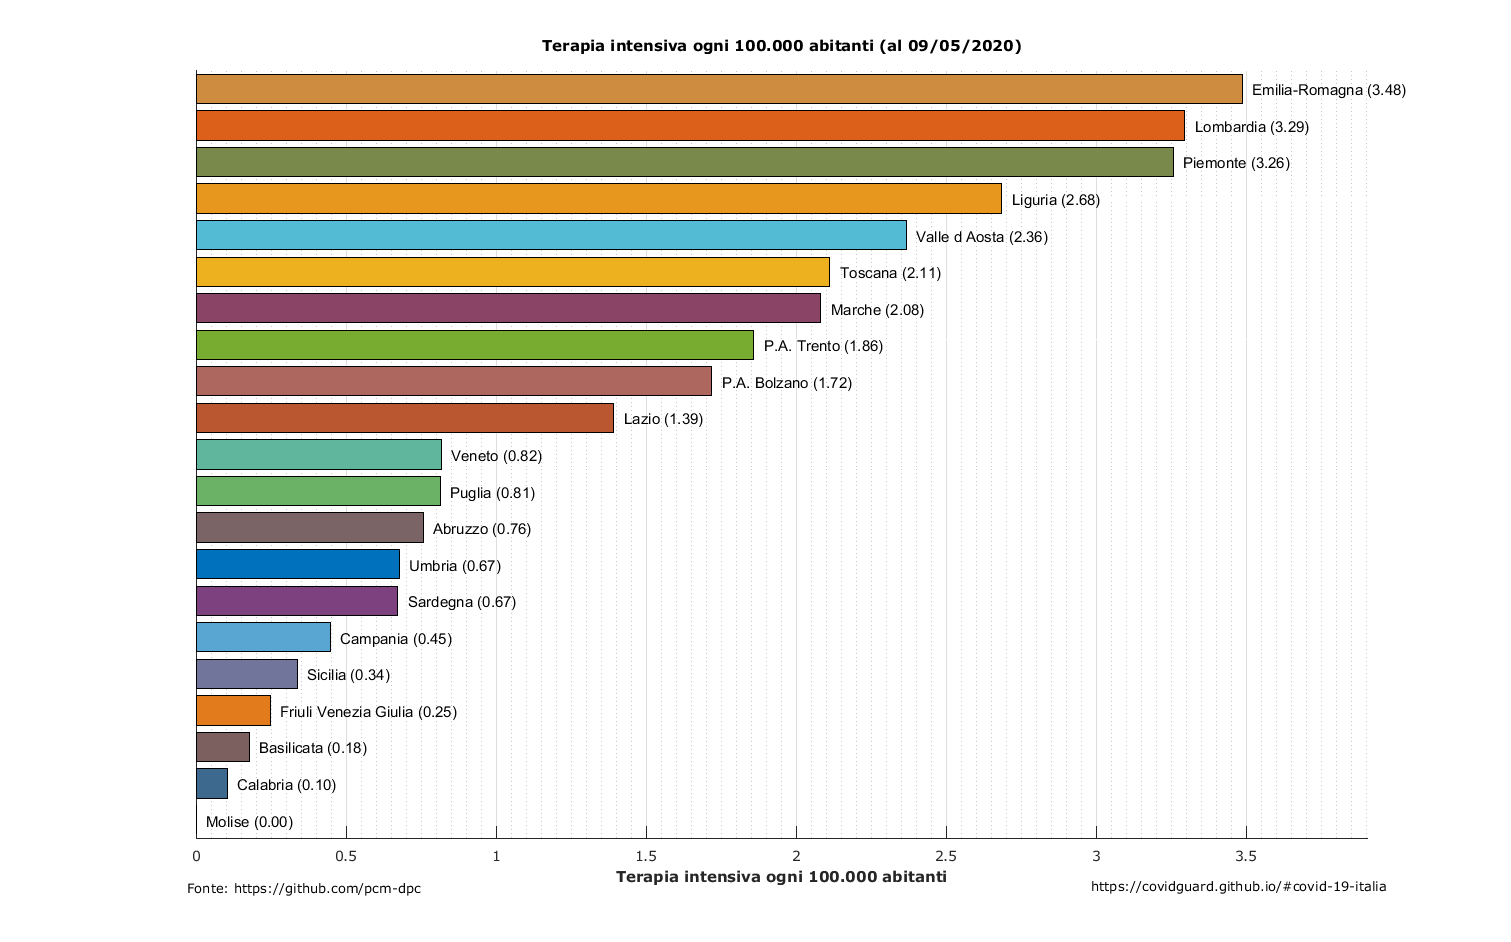 Terapia intensiva ogni 100.000 abitanti (al 09/05/2020)
Emilia-Romagna (3.48)
Lombardia (3.29)
Piemonte (3.26)
Liguria (2.68)
Valle d Aosta (2.36)
Toscana (2.11)
Marche (2.08)
P.A. Trento (1.86)
P.A. Bolzano (1.72)
Lazio (1.39)
Veneto (0.82)
Puglia (0.81)
Abruzzo (0.76)
Umbria (0.67)
Sardegna (0.67)
Campania (0.45)
Sicilia (0.34)
Friuli Venezia Giulia (0.25)
Basilicata (0.18)
Calabria (0.10)
Molise (0.00)
0 0.5 1 1.5 2 2.5 3 3.5
Terapia intensiva ogni 100.000 abitanti
Fonte: https://github.com/pcm-dpc
https://covidguard.github.io/#covid-19-italia